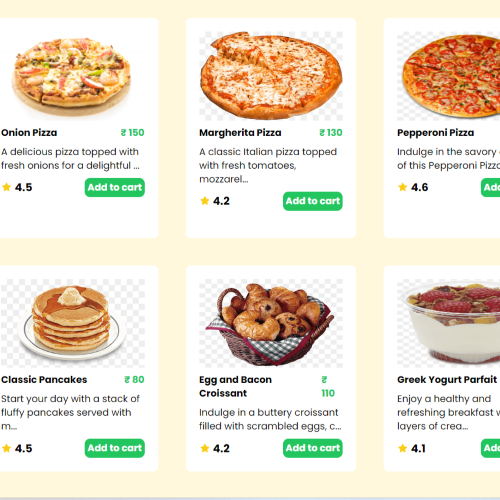 Onion Pizza ₹ 150
A delicious pizza topped with
fresh onions for a delightful ...
4.5 Add to cart
Margherita Pizza ₹ 130
A classic Italian pizza topped
with fresh tomatoes,
mozzarel...
4.2 Add to cart
Pepperoni Pizza
Indulge in the savory
of this Pepperoni Pizza
4.6 Add
Classic Pancakes ₹ 80
Start your day with a stack of
fluffy pancakes served with
m...
4.5 Add to cart
Egg and Bacon ₹
Croissant 110
Indulge in a buttery croissant
filled with scrambled eggs, c...
4.2 Add to cart
Greek Yogurt Parfait
Enjoy a healthy and
refreshing breakfast
layers of crea...
4.1 Add